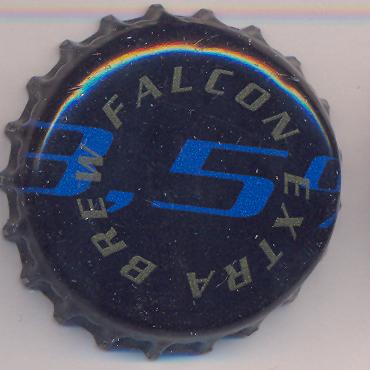 FALCON EXTRA BREW
3,5%